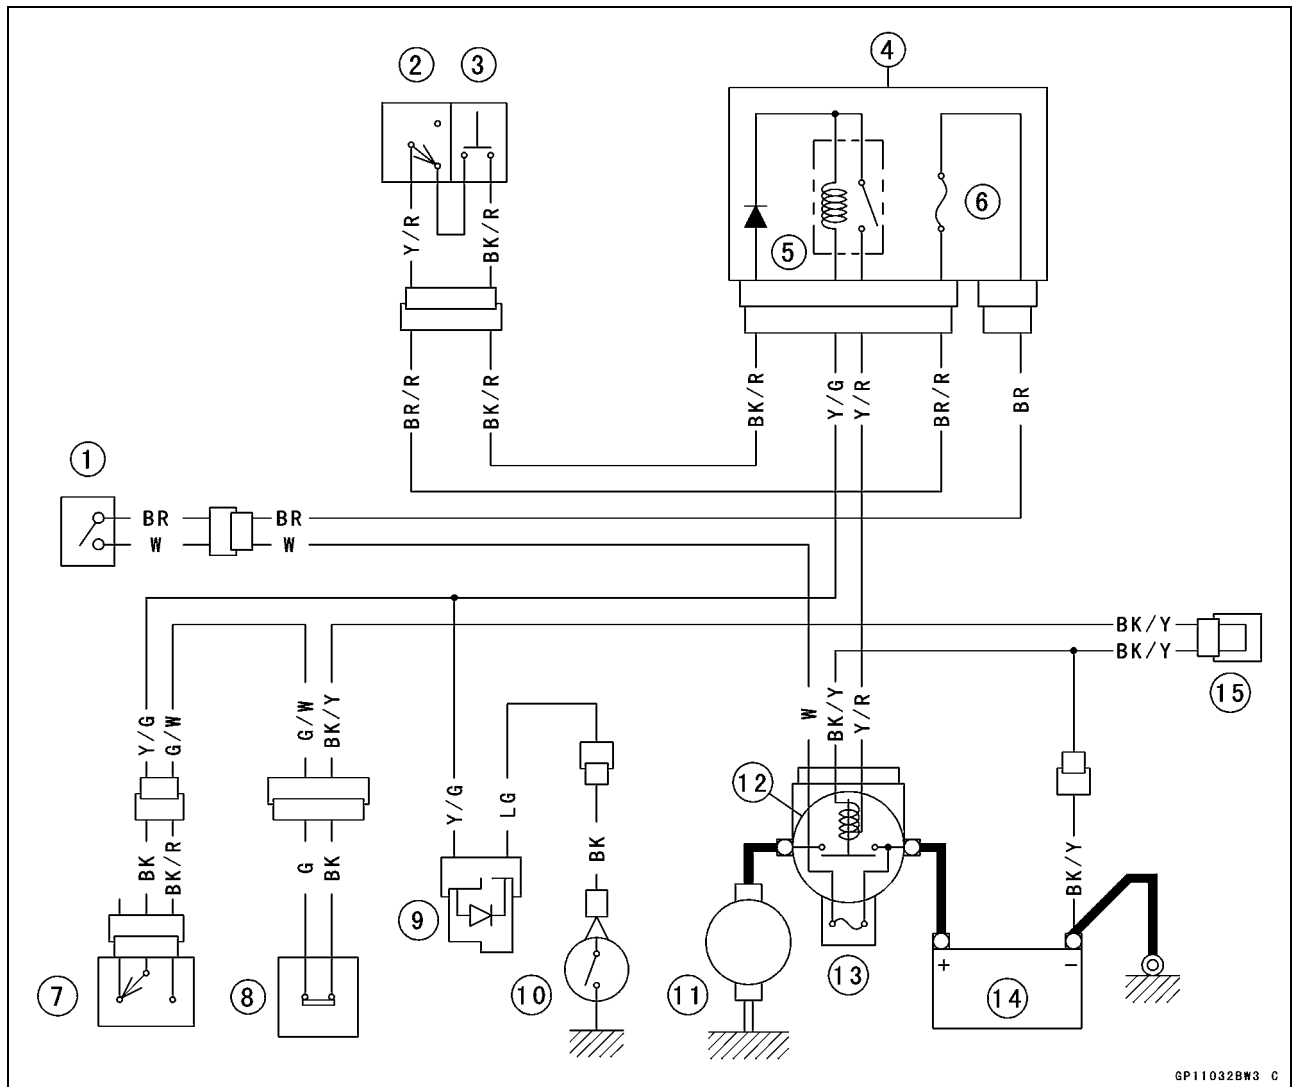 4
2 3
6
5
Y/R BK/R
BR/R BK/R BK/R Y/G Y/R BR/R BR
1
BR BR
W W
BK/Y
BK/Y
15
Y/G G/W G/W BK/Y W BK/Y Y/R
12
Y/G LG
BK BK/R G BK BK BK/Y
9
+ −
7 8 10 11 13 14
GP11032BW3 C